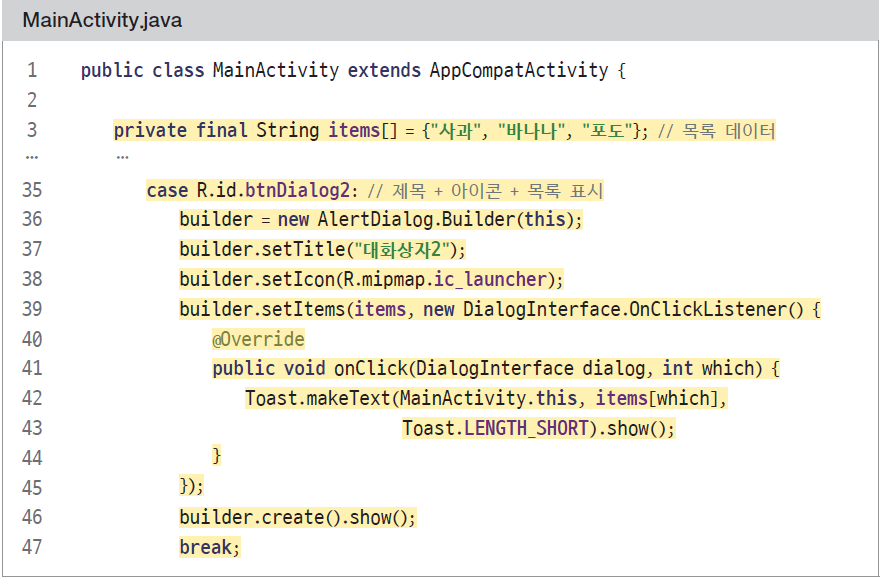 MainActivity.java
1 public class MainActivity extends AppCompatActivity {
2
3 private final String items[] = {"사과", "바나나", "포도"}; // 목록 데이터
… …
35 case R.id.btnDialog2: // 제목 + 아이콘 + 목록 표시
36 builder = new AlertDialog.Builder(this);
37 builder.setTitle("대화상자2");
38 builder.setIcon(R.mipmap.ic_launcher);
39 builder.setItems(items, new DialogInterface.OnClickListener() {
40 @Override
41 public void onClick(DialogInterface dialog, int which) {
42 Toast.makeText(MainActivity.this, items[which],
43 Toast.LENGTH_SHORT).show();
44 }
45 });
46 builder.create().show();
47 break;